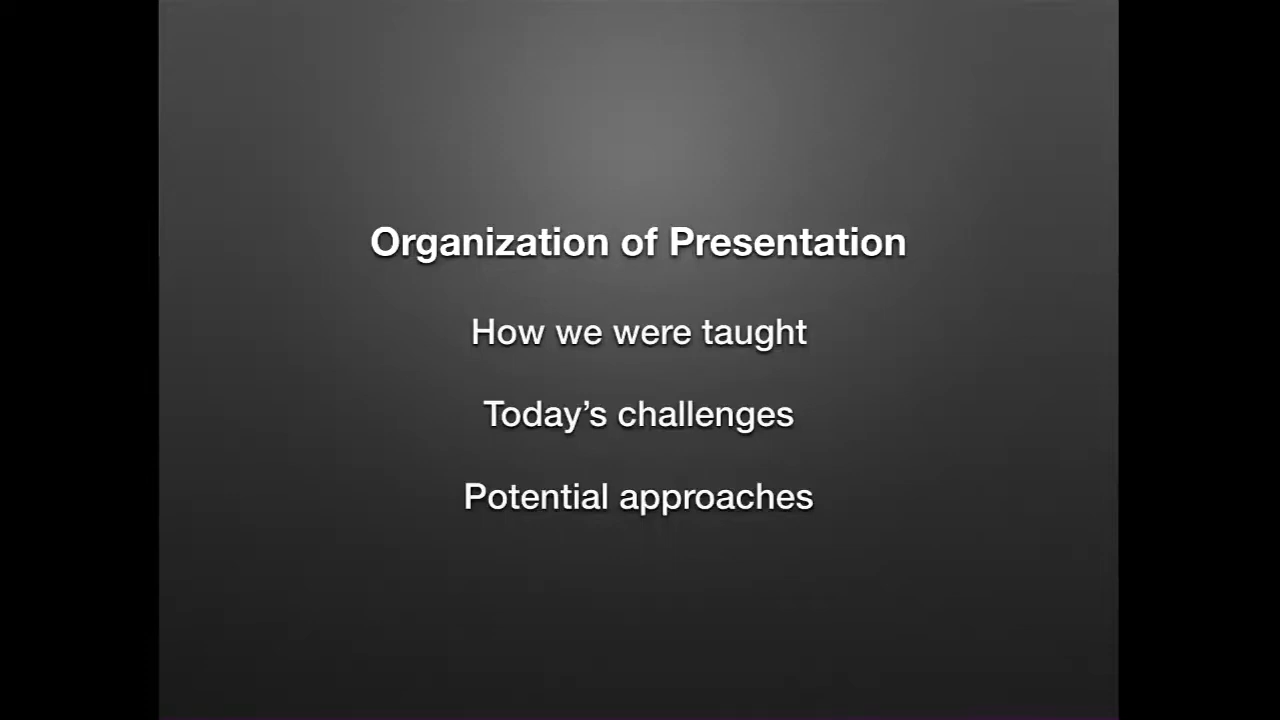 Organization of Presentation
How we were taught
Today’s challenges
Potential approaches